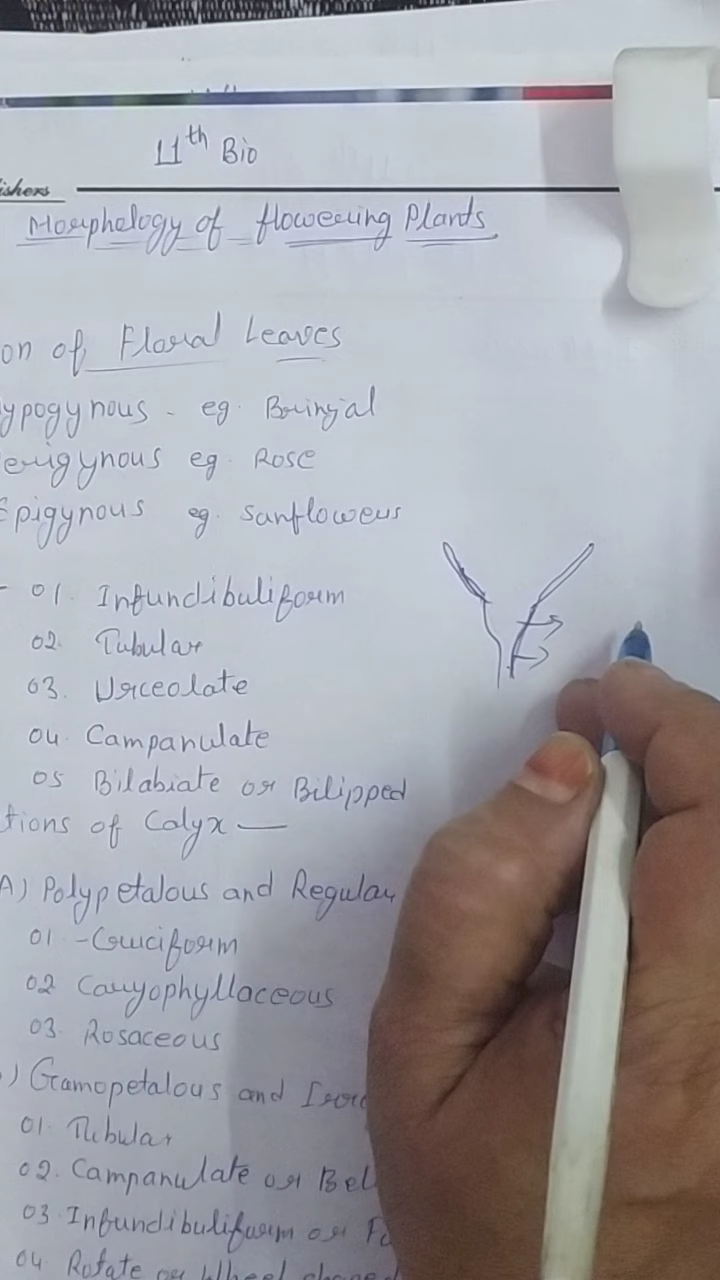 11th Bio
ishers
Morphology of flowering Plants
on of Floral Leaves
ypogynous - eg. Brinjal
erigynous eg. Rose
Epigynous eg. Sanflowers
01. Infundibuliform
02. Tubular
03. Urceolate
04. Campanulate
05 Bilabiate or Bilipped
tions of Calyx —
A) Polypetalous and Regular
01 - Cruciform
02 Caryophyllaceous
03. Rosaceous
) Gamopetalous and
01. Tubular
02. Campanulate or Bel
03. Infundibuliform or Fu
04 Rotate or Wheel shaped